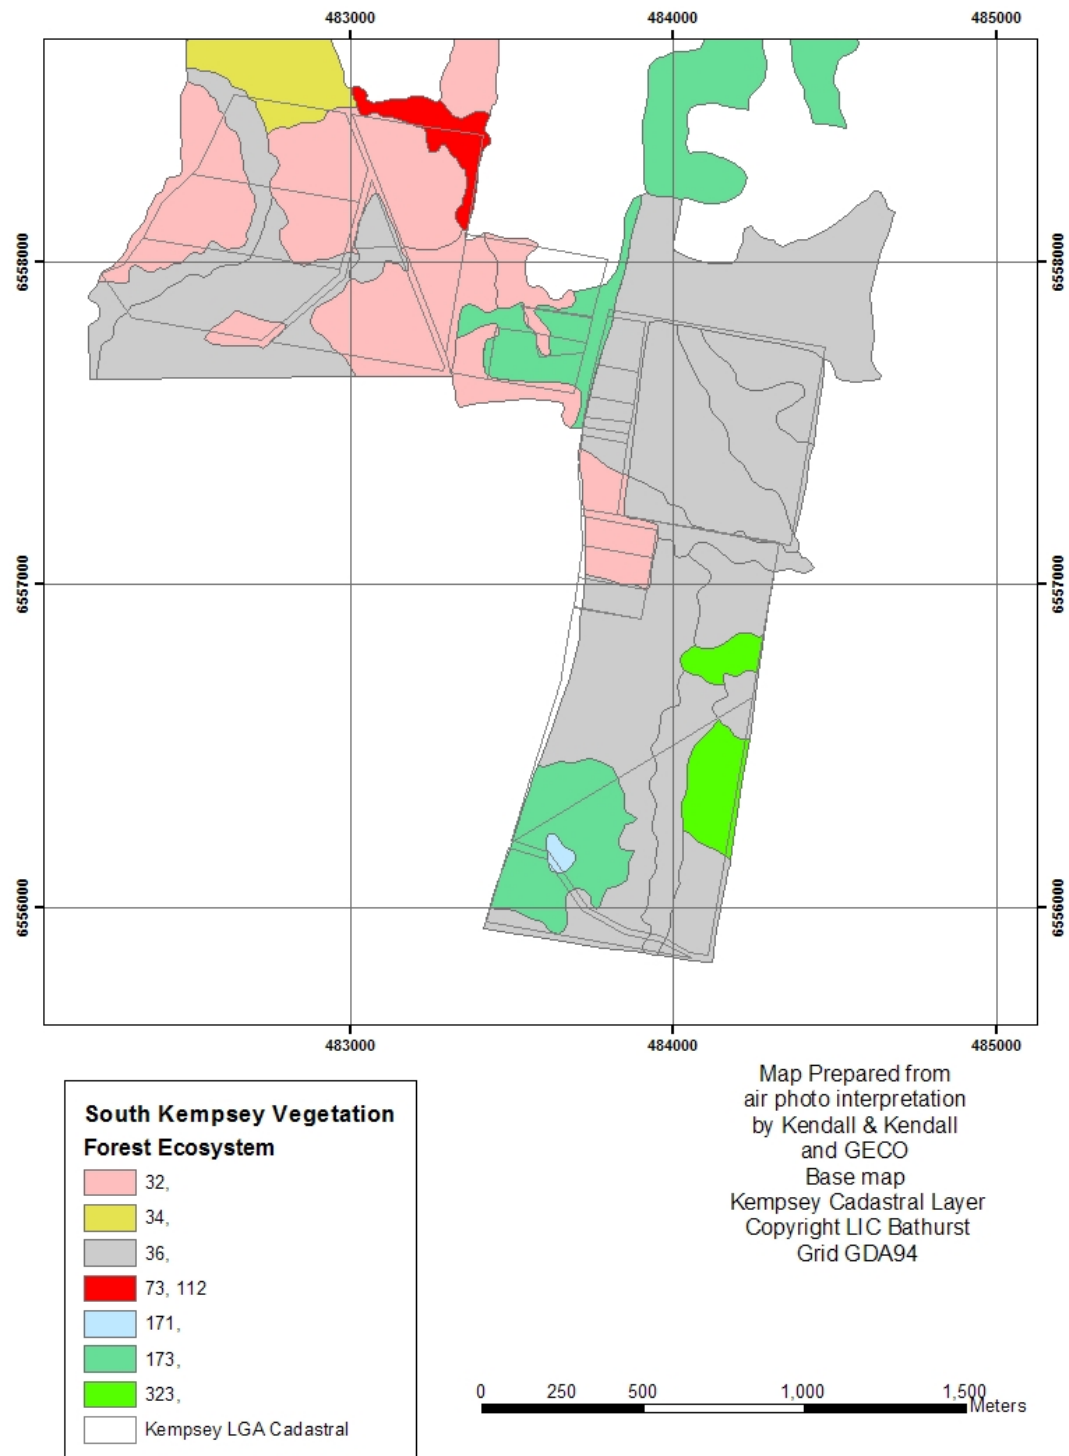 483000 484000 485000
6558000 6558000
6557000 6557000
6556000 6556000
483000 484000 485000
South Kempsey Vegetation
Forest Ecosystem
32,
34,
36,
73, 112
171,
173,
323,
Kempsey LGA Cadastral
Map Prepared from
air photo interpretation
by Kendall & Kendall
and GECO
Base map
Kempsey Cadastral Layer
Copyright LIC Bathurst
Grid GDA94
0 250 500 1,000 1,500
Meters